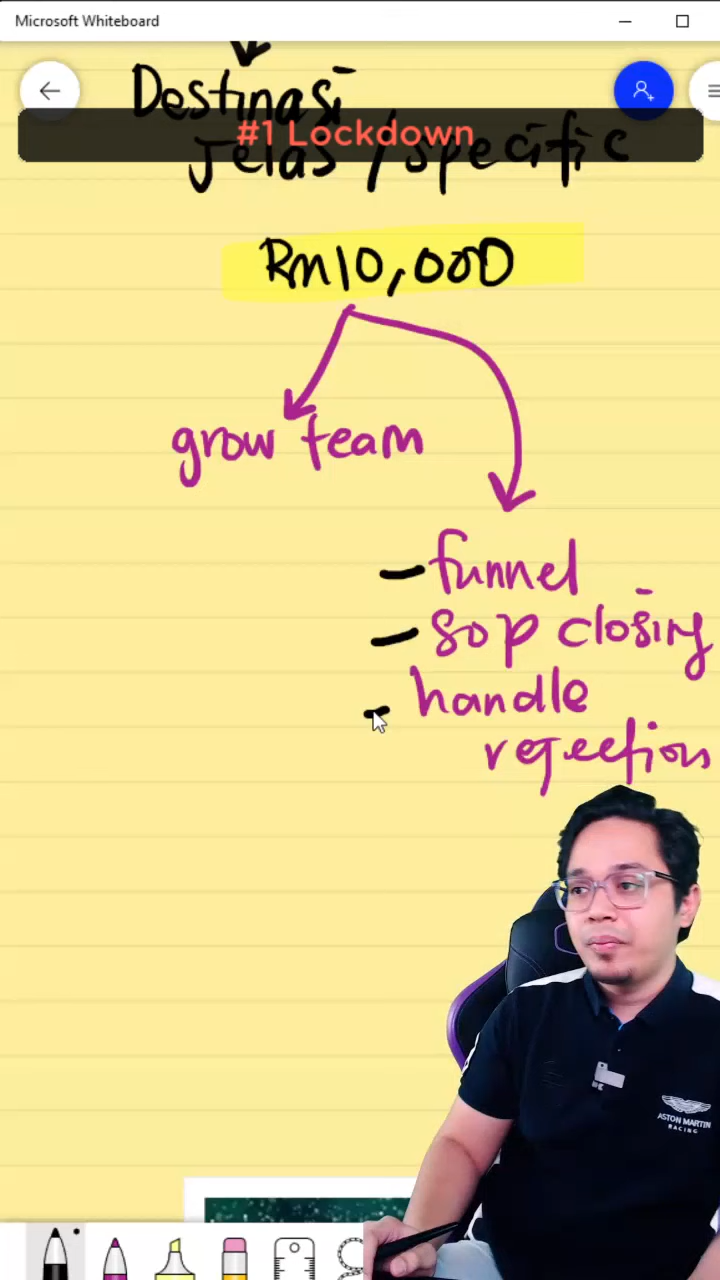 Microsoft Whiteboard
Destinasi
#1 Lockdown
Jelas / specific
Rm10,000
grow team
- funnel
- sop closing
- handle
rejection
ASTON MARTIN
RACING